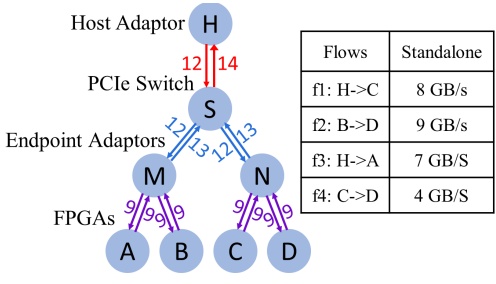 Host Adaptor H
12 14
PCIe Switch
S
Endpoint Adaptors
12 13 12 13
M N
FPGAs
9 9 9 9 9 9 9 9
A B C D
Flows Standalone
f1: H->C 8 GB/s
f2: B->D 9 GB/s
f3: H->A 7 GB/S
f4: C->D 4 GB/S